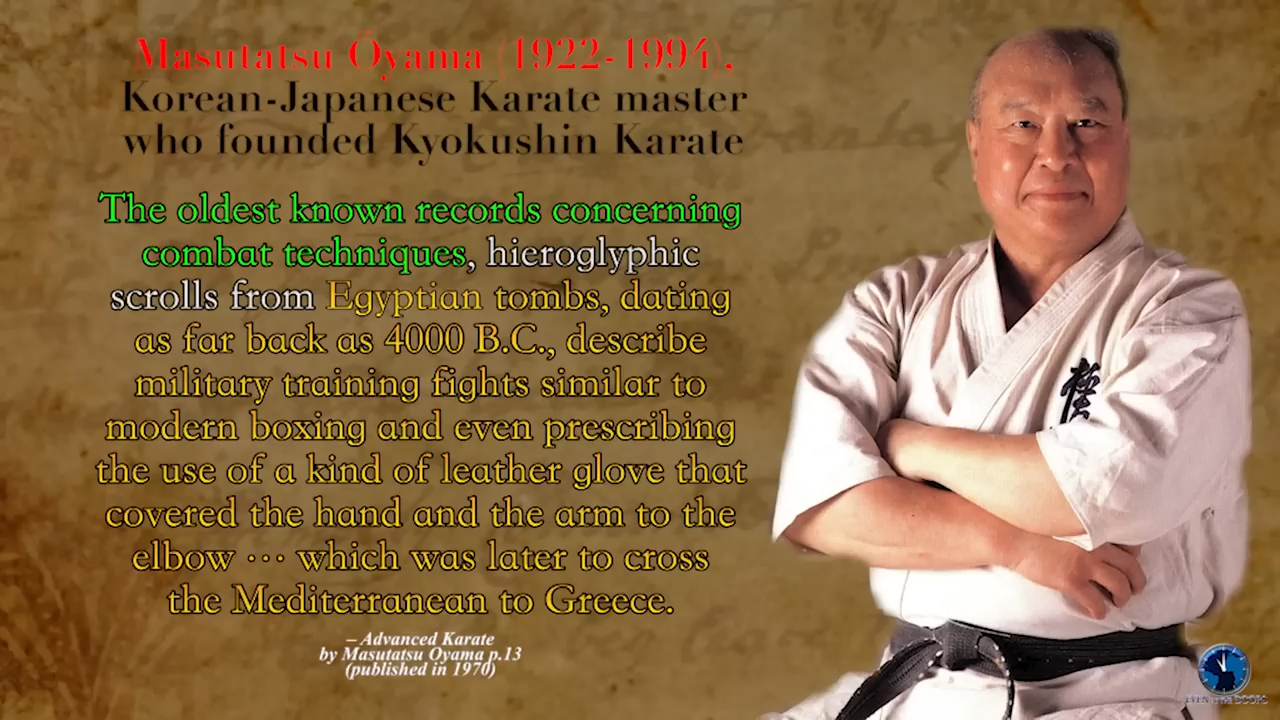 Masutatsu Ōyama (1922-1994),
Korean-Japanese Karate master
who founded Kyokushin Karate
The oldest known records concerning
combat techniques, hieroglyphic
scrolls from Egyptian tombs, dating
as far back as 4000 B.C., describe
military training fights similar to
modern boxing and even prescribing
the use of a kind of leather glove that
covered the hand and the arm to the
elbow ··· which was later to cross
the Mediterranean to Greece.
– Advanced Karate
by Masutatsu Oyama p.13
(published in 1970)
極